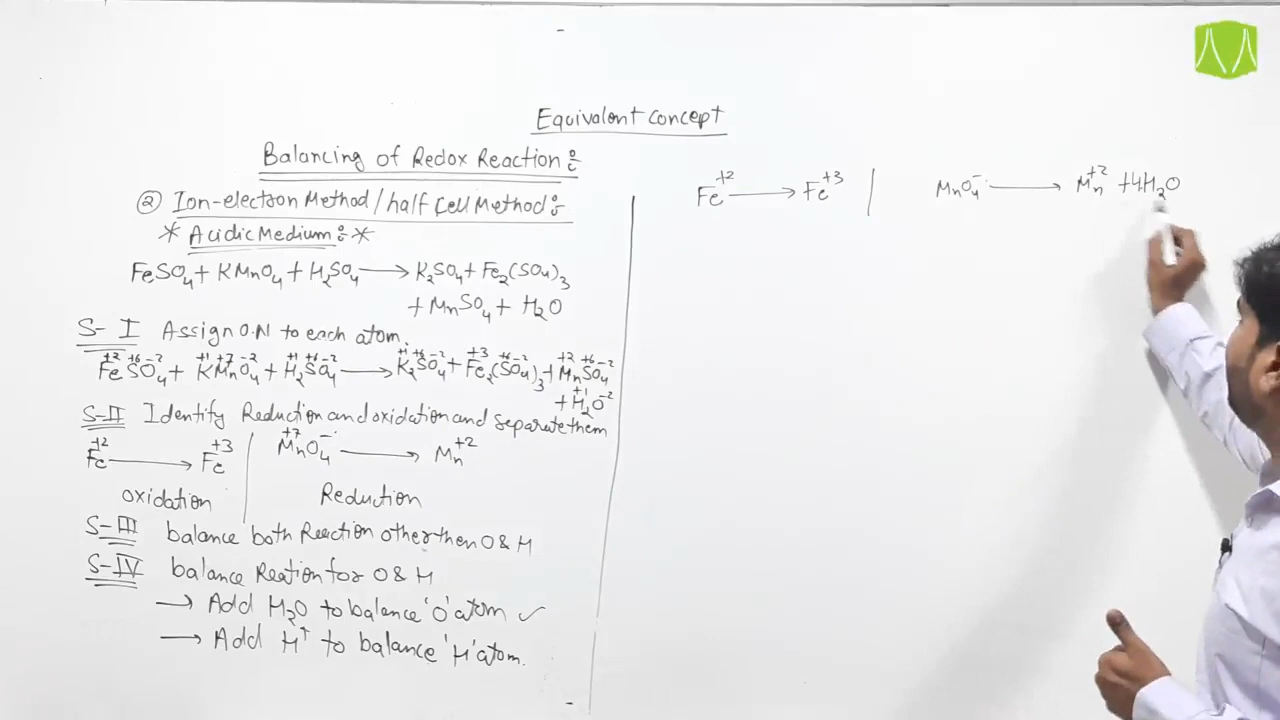 Equivalent concept
Balancing of Redox Reaction :
② Ion-electron Method / half cell Method :
* Acidic Medium : *
FeSO₄ + KMnO₄ + H₂SO₄ ⟶ K₂SO₄ + Fe₂(SO₄)₃
+ MnSO₄ + H₂O
S-I Assign O.N to each atom.
+2 +6 -2 +1 +7 -2 +1 +6 -2 +1 +6 -2 +3 +6 -2 +2 +6 -2
FeSO₄ + KMnO₄ + H₂SO₄ ⟶ K₂SO₄ + Fe₂(SO₄)₃ + MnSO₄
+1 -2
+ H₂O
S-II Identify Reduction and oxidation and separate them
Fe⁺² ⟶ Fe⁺³ | +7 MnO₄⁻ ⟶ Mn⁺²
oxidation Reduction
S-III balance both Reaction other then O & H
S-IV balance Reation for O & H
→ Add H₂O to balance 'O' atom ✓
→ Add H⁺ to balance 'H' atom.
Fe⁺² ⟶ Fe⁺³ | MnO₄⁻ ⟶ Mn⁺² + 4H₂O